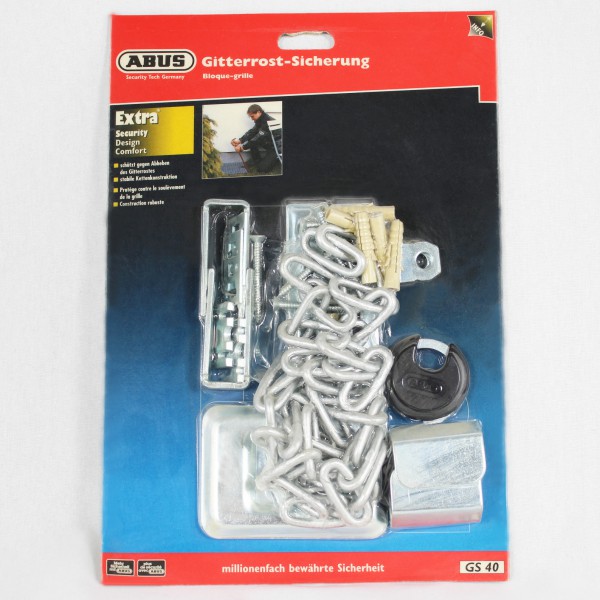 INFO
ABUS
Security Tech Germany
Gitterrost-Sicherung
Bloque-grille
Extra
Security
Design
Comfort
schützt gegen Abheben
des Gitterrostes
stabile Kettenkonstruktion
Protège contre le soulèvement
de la grille
Construction robuste
millionenfach bewährte Sicherheit
GS 40